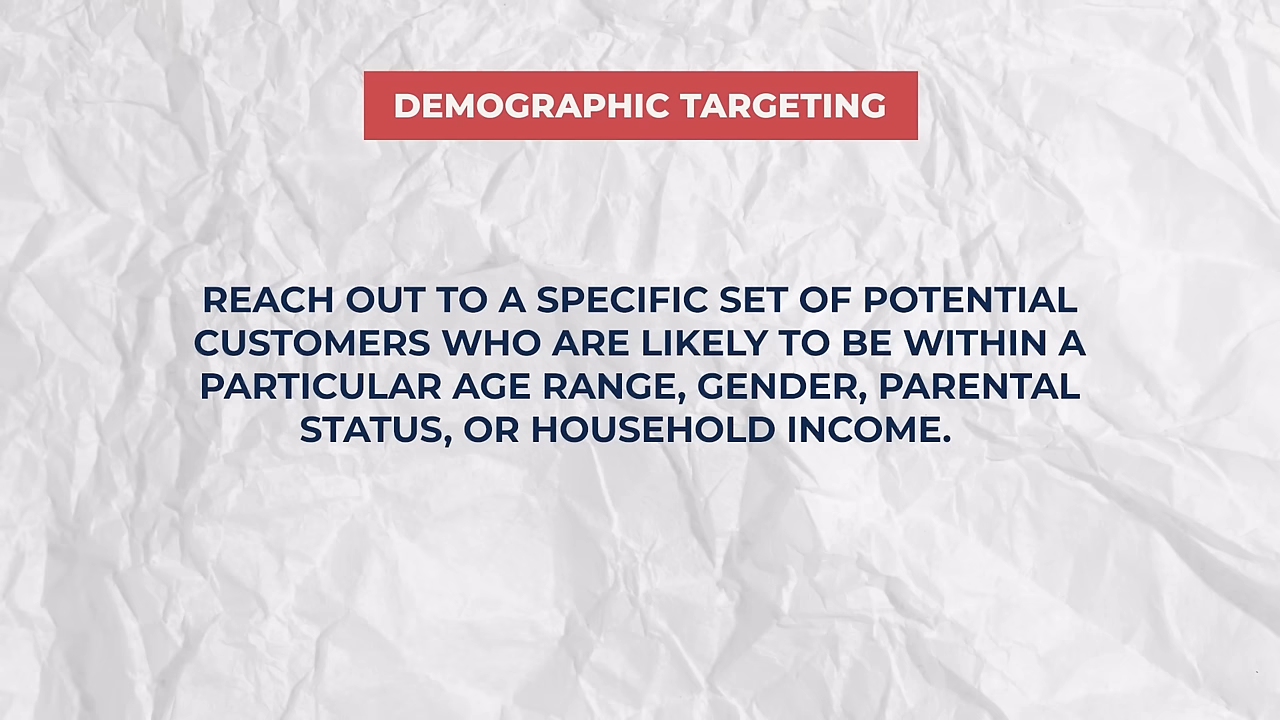 DEMOGRAPHIC TARGETING
REACH OUT TO A SPECIFIC SET OF POTENTIAL
CUSTOMERS WHO ARE LIKELY TO BE WITHIN A
PARTICULAR AGE RANGE, GENDER, PARENTAL
STATUS, OR HOUSEHOLD INCOME.